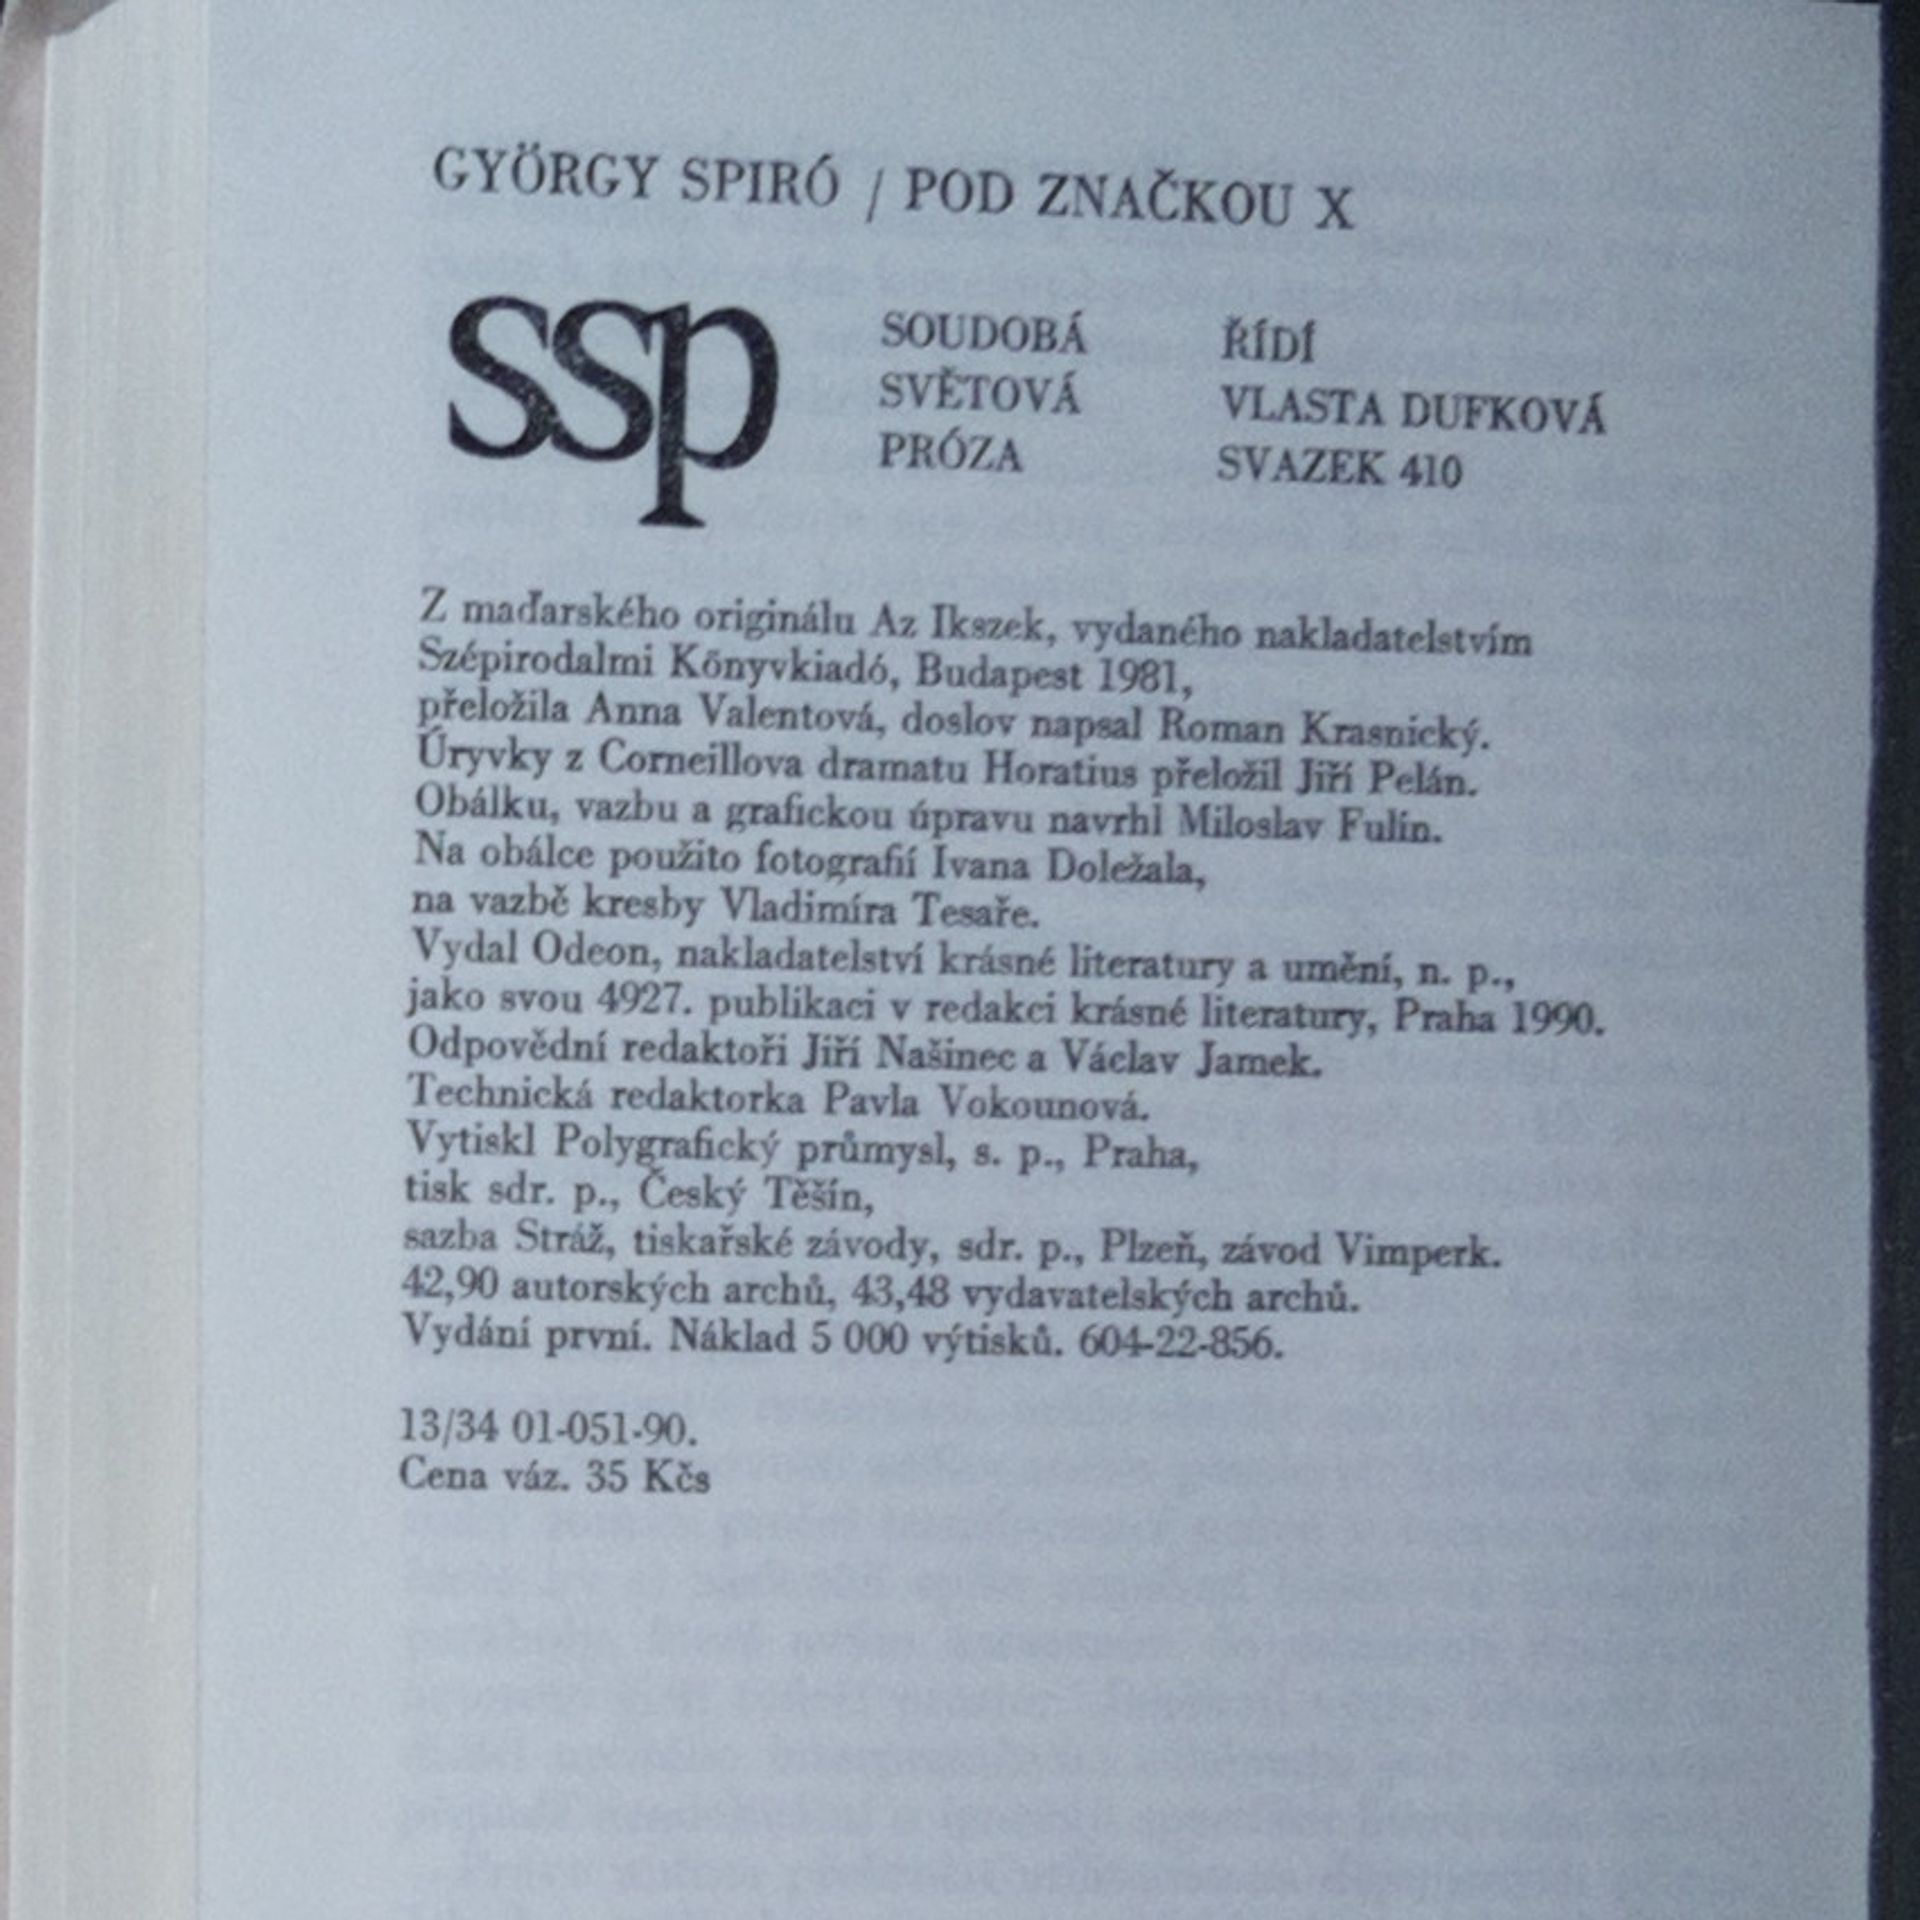 GYÖRGY SPIRÓ / POD ZNAČKOU X
ssp
SOUDOBÁ
SVĚTOVÁ
PRÓZA
ŘÍDÍ
VLASTA DUFKOVÁ
SVAZEK 410
Z maďarského originálu Az Ikszek, vydaného nakladatelstvím
Szépirodalmi Könyvkiadó, Budapest 1981,
přeložila Anna Valentová, doslov napsal Roman Krasnický.
Úryvky z Corneillova dramatu Horatius přeložil Jiří Pelán.
Obálku, vazbu a grafickou úpravu navrhl Miloslav Fulín.
Na obálce použito fotografií Ivana Doležala,
na vazbě kresby Vladimíra Tesaře.
Vydal Odeon, nakladatelství krásné literatury a umění, n. p.,
jako svou 4927. publikaci v redakci krásné literatury, Praha 1990.
Odpovědní redaktoři Jiří Našinec a Václav Jamek.
Technická redaktorka Pavla Vokounová.
Vytiskl Polygrafický průmysl, s. p., Praha,
tisk sdr. p., Český Těšín,
sazba Stráž, tiskařské závody, sdr. p., Plzeň, závod Vimperk.
42,90 autorských archů, 43,48 vydavatelských archů.
Vydání první. Náklad 5 000 výtisků. 604-22-856.
13/34 01-051-90.
Cena váz. 35 Kčs